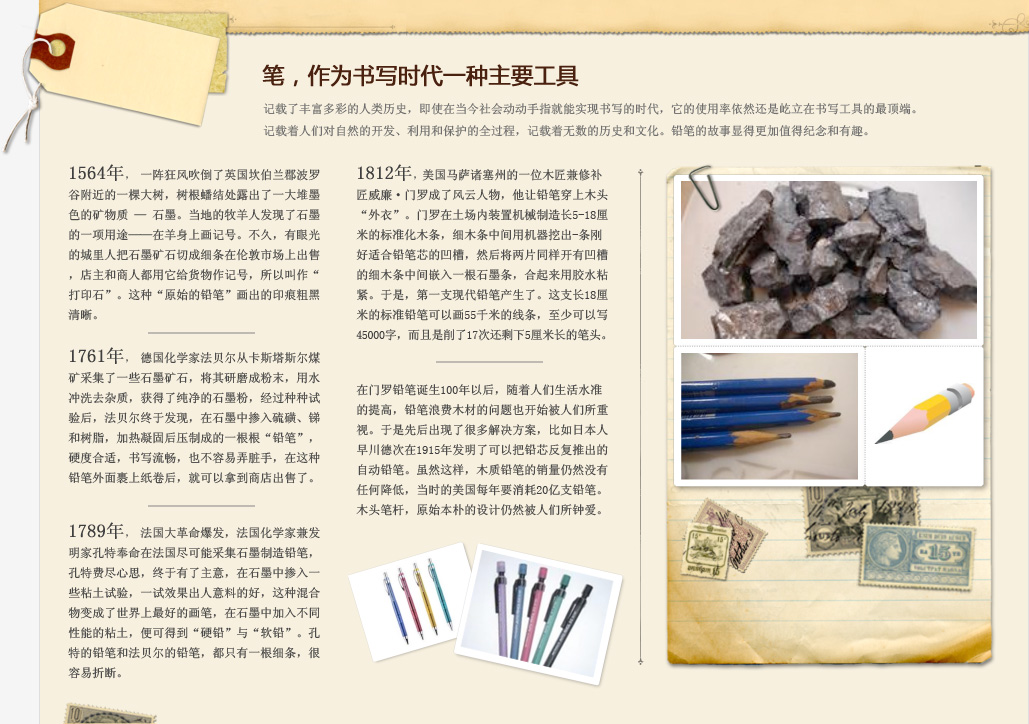 笔，作为书写时代一种主要工具
记载了丰富多彩的人类历史，即使在当今社会动动手指就能实现书写的时代，它的使用率依然还是屹立在书写工具的最顶端。
记载着人们对自然的开发、利用和保护的全过程，记载着无数的历史和文化。铅笔的故事显得更加值得纪念和有趣。
1564年， 一阵狂风吹倒了英国坎伯兰郡波罗
谷附近的一棵大树，树根蟠结处露出了一大堆墨
色的矿物质 — 石墨。当地的牧羊人发现了石墨
的一项用途——在羊身上画记号。不久，有眼光
的城里人把石墨矿石切成细条在伦敦市场上出售
，店主和商人都用它给货物作记号，所以叫作“
打印石”。这种“原始的铅笔”画出的印痕粗黑
清晰。
1761年， 德国化学家法贝尔从卡斯塔斯尔煤
矿采集了一些石墨矿石，将其研磨成粉末，用水
冲洗去杂质，获得了纯净的石墨粉，经过种种试
验后，法贝尔终于发现，在石墨中掺入硫磺、锑
和树脂，加热凝固后压制成的一根根“铅笔”，
硬度合适，书写流畅，也不容易弄脏手，在这种
铅笔外面裹上纸卷后，就可以拿到商店出售了。
1789年， 法国大革命爆发，法国化学家兼发
明家孔特奉命在法国尽可能采集石墨制造铅笔，
孔特费尽心思，终于有了主意，在石墨中掺入一
些粘土试验，一试效果出人意料的好，这种混合
物变成了世界上最好的画笔，在石墨中加入不同
性能的粘土，便可得到“硬铅”与“软铅”。孔
特的铅笔和法贝尔的铅笔，都只有一根细条，很
容易折断。
1812年，美国马萨诸塞州的一位木匠兼修补
匠威廉·门罗成了风云人物，他让铅笔穿上木头
“外衣”。门罗在土场内装置机械制造长5-18厘
米的标准化木条，细木条中间用机器挖出-条刚
好适合铅笔芯的凹槽，然后将两片同样开有凹槽
的细木条中间嵌入一根石墨条，合起来用胶水粘
紧。于是，第一支现代铅笔产生了。这支长18厘
米的标准铅笔可以画55千米的线条，至少可以写
45000字，而且是削了17次还剩下5厘米长的笔头。
在门罗铅笔诞生100年以后，随着人们生活水准
的提高，铅笔浪费木材的问题也开始被人们所重
视。于是先后出现了很多解决方案，比如日本人
早川德次在1915年发明了可以把铅芯反复推出的
自动铅笔。虽然这样，木质铅笔的销量仍然没有
任何降低，当时的美国每年要消耗20亿支铅笔。
木头笔杆，原始本朴的设计仍然被人们所钟爱。
10
15